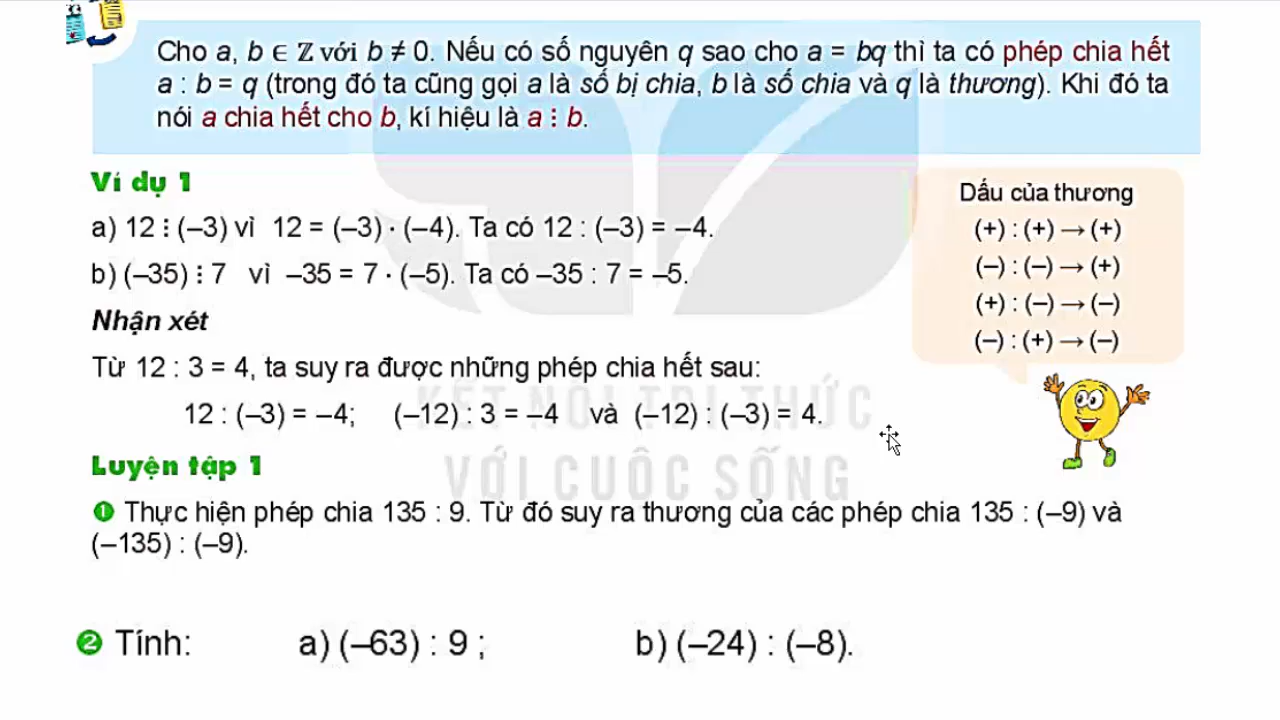 Cho a, b ∈ ℤ với b ≠ 0. Nếu có số nguyên q sao cho a = bq thì ta có phép chia hết
a : b = q (trong đó ta cũng gọi a là số bị chia, b là số chia và q là thương). Khi đó ta
nói a chia hết cho b, kí hiệu là a ⋮ b.
Ví dụ 1
a) 12 ⋮ (–3) vì 12 = (–3) · (–4). Ta có 12 : (–3) = –4.
b) (–35) ⋮ 7 vì –35 = 7 · (–5). Ta có –35 : 7 = –5.
Nhận xét
Từ 12 : 3 = 4, ta suy ra được những phép chia hết sau:
12 : (–3) = –4; (–12) : 3 = –4 và (–12) : (–3) = 4.
Dấu của thương
(+) : (+) → (+)
(–) : (–) → (+)
(+) : (–) → (–)
(–) : (+) → (–)
KẾT NỐI TRI THỨC
VỚI CUỘC SỐNG
Luyện tập 1
1 Thực hiện phép chia 135 : 9. Từ đó suy ra thương của các phép chia 135 : (–9) và
(–135) : (–9).
2 Tính: a) (–63) : 9 ; b) (–24) : (–8).